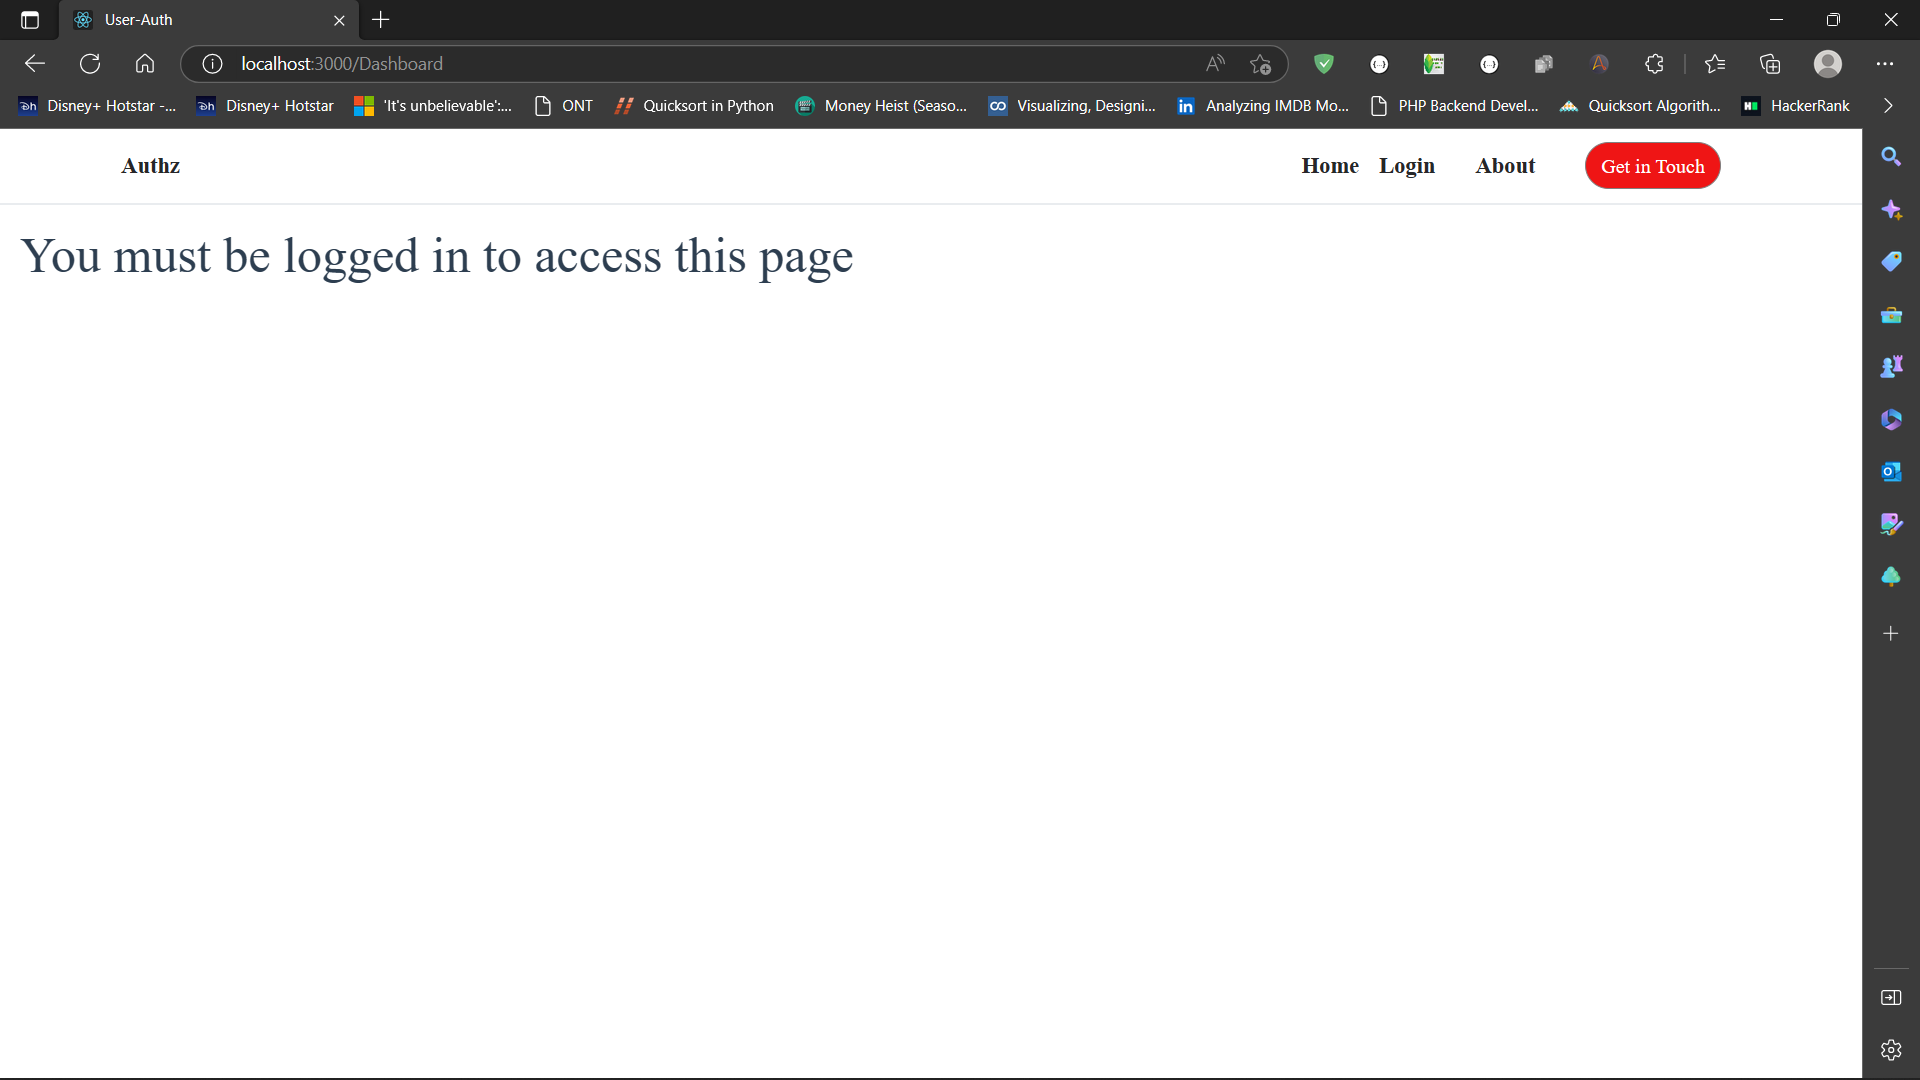 User-Auth
localhost:3000/Dashboard
Disney+ Hotstar -... Disney+ Hotstar 'It's unbelievable':... ONT Quicksort in Python Money Heist (Seaso... Visualizing, Designi... Analyzing IMDB Mo... PHP Backend Devel... Quicksort Algorith... HackerRank
Authz Home Login About Get in Touch
You must be logged in to access this page